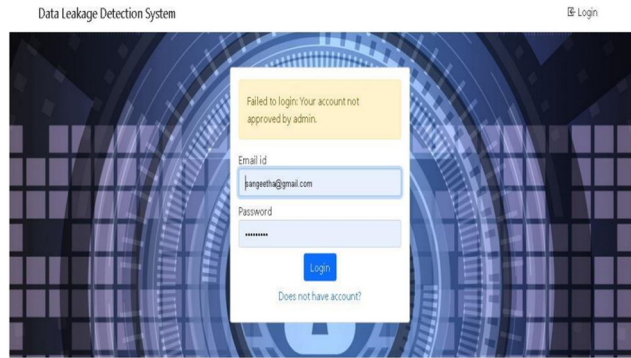 Data Leakage Detection System
Login
Failed to login: Your account not
approved by admin.
Email id
sangeetha@gmail.com
Password
•••••••••
Login
Does not have account?